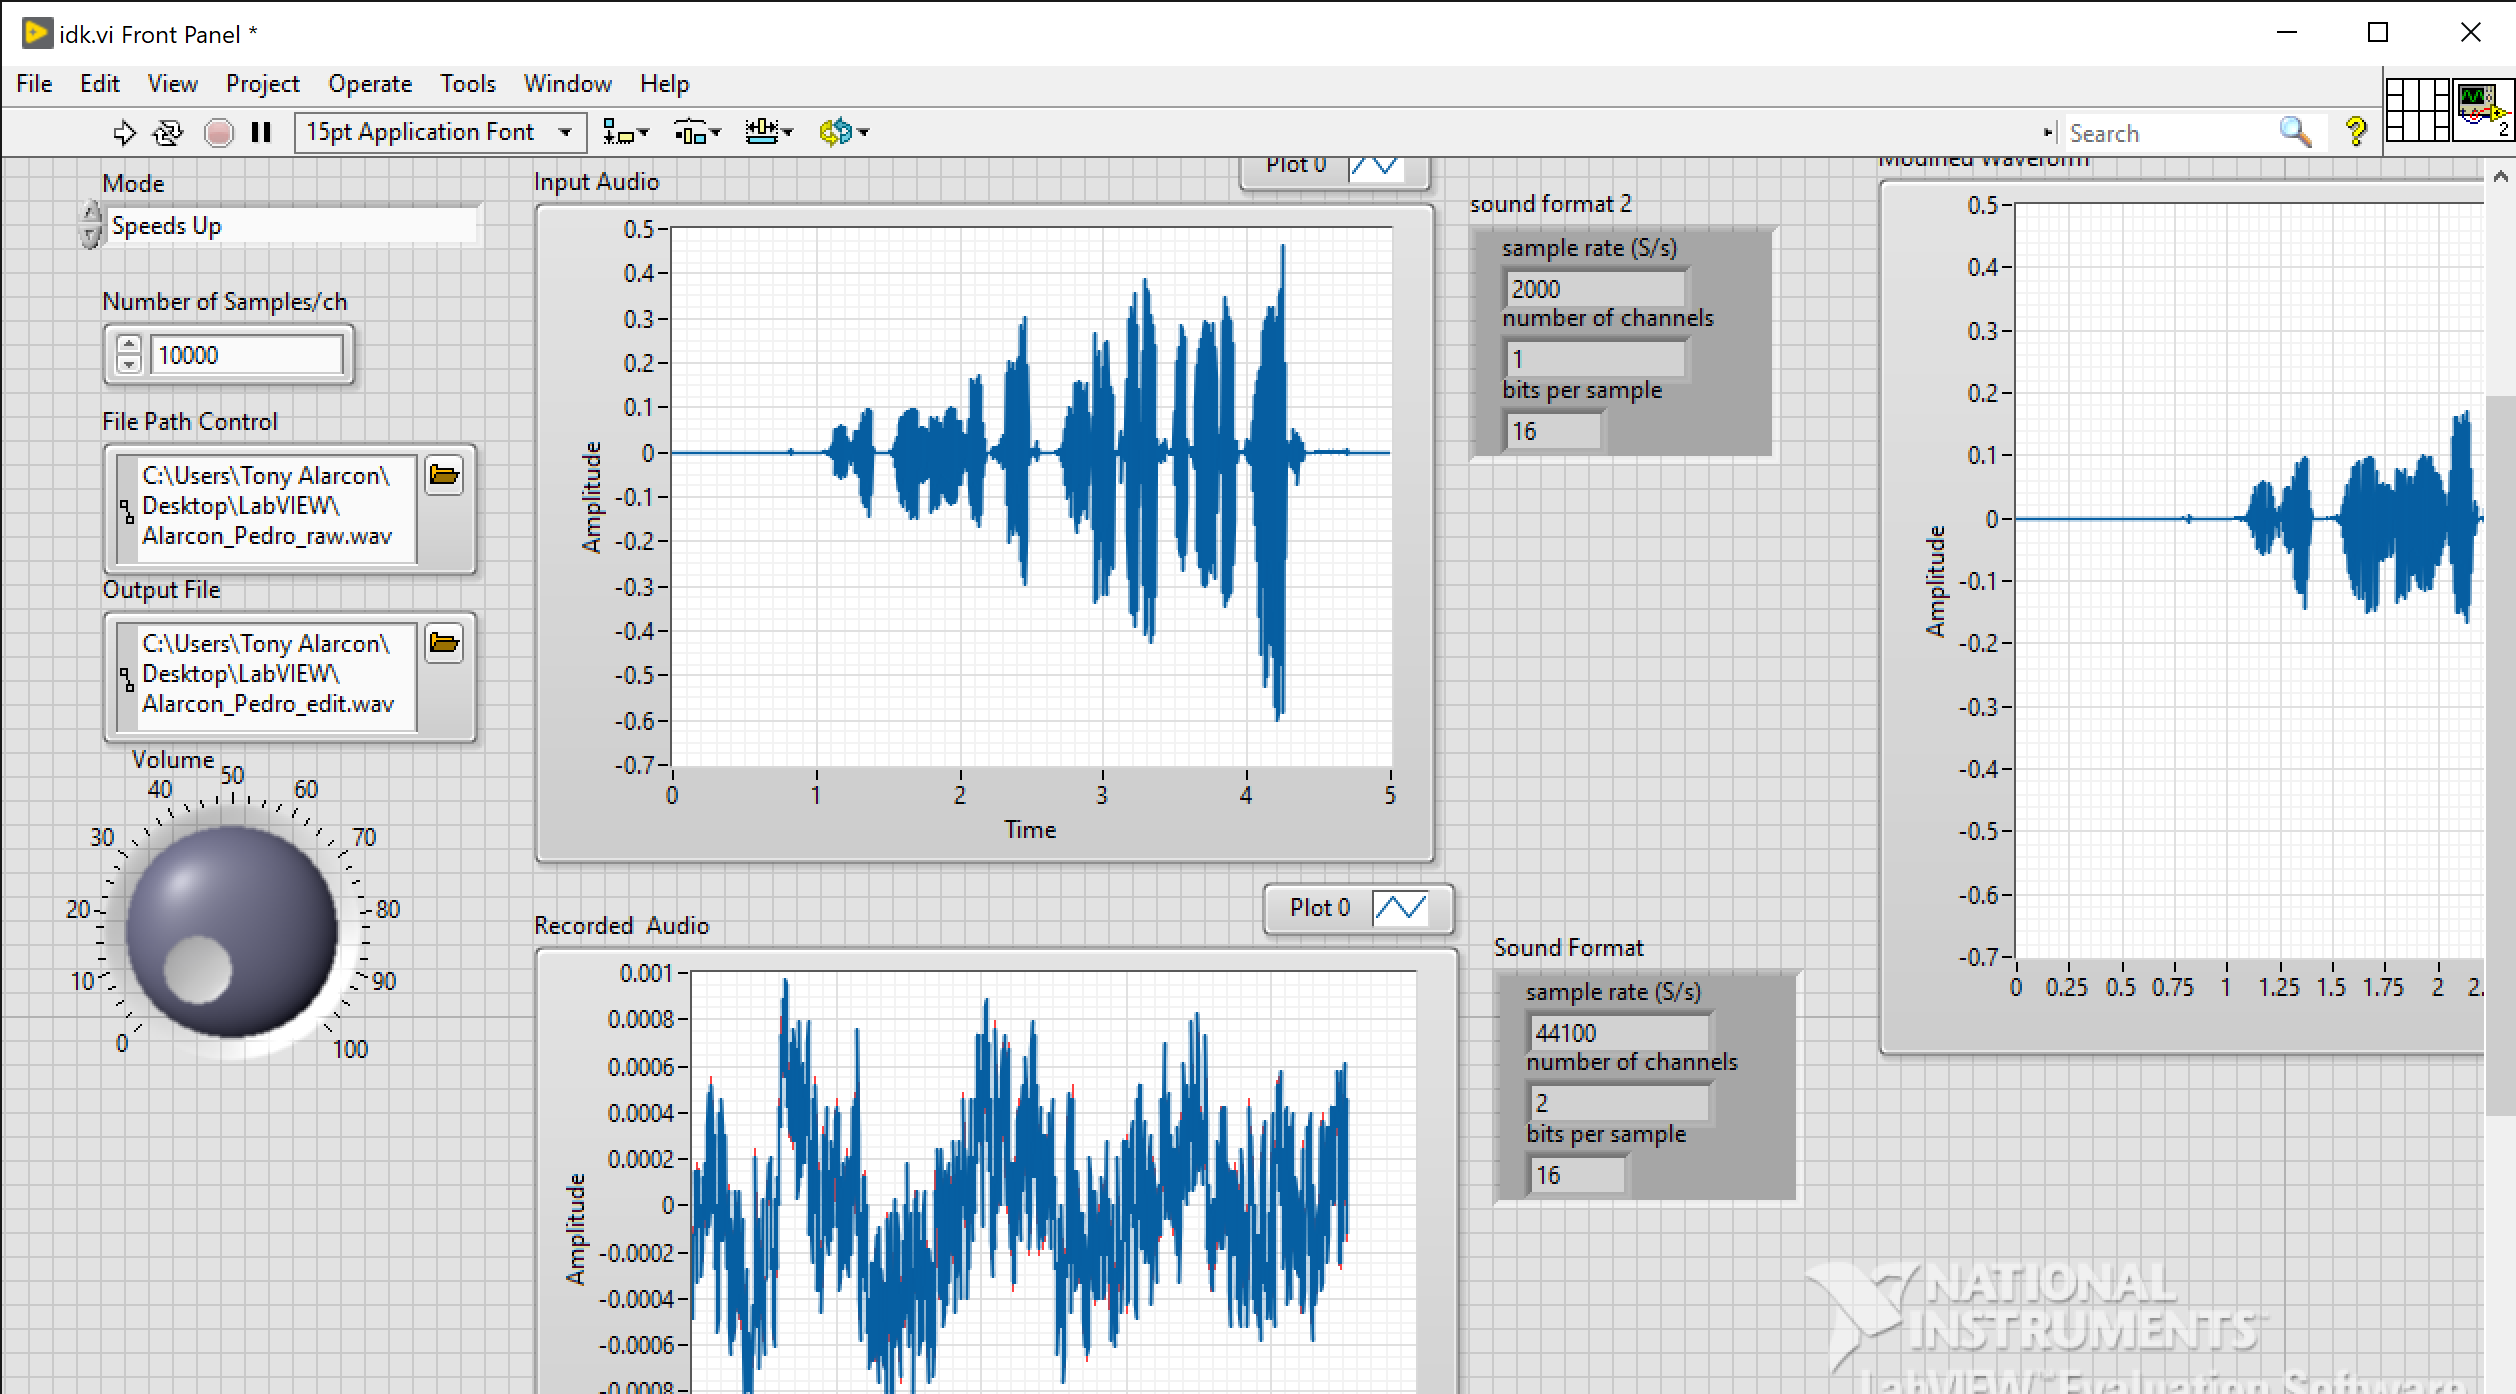 idk.vi Front Panel *
File Edit View Project Operate Tools Window Help
15pt Application Font
Search
2
Mode
Speeds Up
Number of Samples/ch
10000
File Path Control
C:\Users\Tony Alarcon\
Desktop\LabVIEW\
Alarcon_Pedro_raw.wav
Output File
C:\Users\Tony Alarcon\
Desktop\LabVIEW\
Alarcon_Pedro_edit.wav
Volume
0 10 20 30 40 50 60 70 80 90 100
Input Audio
Plot 0
Amplitude
0.5
0.4
0.3
0.2
0.1
0
-0.1
-0.2
-0.3
-0.4
-0.5
-0.6
-0.7
0 1 2 3 4 5
Time
sound format 2
sample rate (S/s)
2000
number of channels
1
bits per sample
16
Recorded Audio
Plot 0
Amplitude
0.001
0.0008
0.0006
0.0004
0.0002
0
-0.0002
-0.0004
-0.0006
-0.0008
Sound Format
sample rate (S/s)
44100
number of channels
2
bits per sample
16
Modified Waveform
Amplitude
0.5
0.4
0.3
0.2
0.1
0
-0.1
-0.2
-0.3
-0.4
-0.5
-0.6
-0.7
0 0.25 0.5 0.75 1 1.25 1.5 1.75 2 2.
NATIONAL
INSTRUMENTS™
LabVIEW™ Evaluation Software